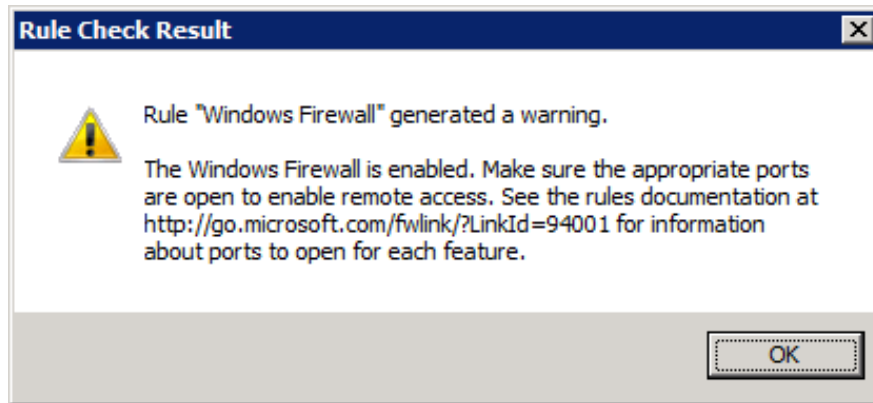 Rule Check Result
Rule "Windows Firewall" generated a warning.
The Windows Firewall is enabled. Make sure the appropriate ports
are open to enable remote access. See the rules documentation at
http://go.microsoft.com/fwlink/?LinkId=94001 for information
about ports to open for each feature.
OK